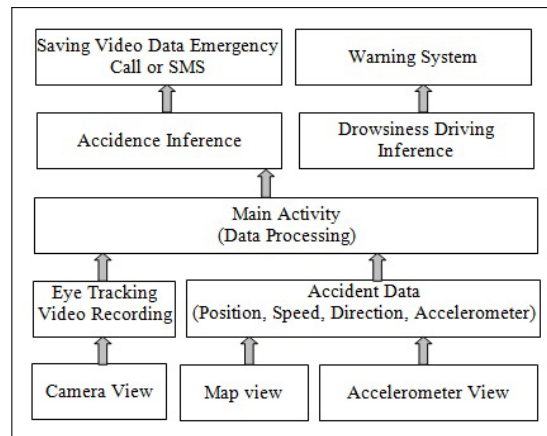 Saving Video Data Emergency
Call or SMS
Warning System
Accidence Inference
Drowsiness Driving
Inference
Main Activity
(Data Processing)
Eye Tracking
Video Recording
Accident Data
(Position, Speed, Direction, Accelerometer)
Camera View
Map view
Accelerometer View